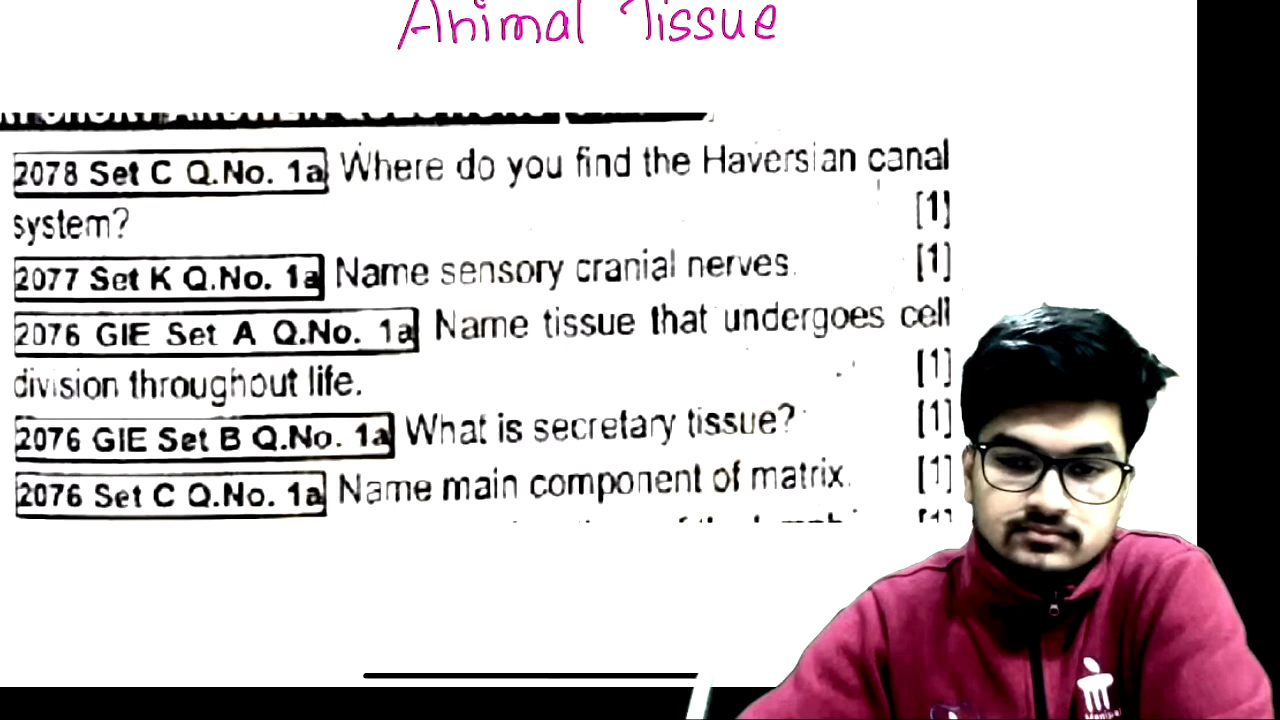 Animal Tissue
2078 Set C Q.No. 1a Where do you find the Haversian canal
system? [1]
2077 Set K Q.No. 1a Name sensory cranial nerves. [1]
2076 GIE Set A Q.No. 1a Name tissue that undergoes cell
division throughout life. [1]
2076 GIE Set B Q.No. 1a What is secretary tissue? [1]
2076 Set C Q.No. 1a Name main component of matrix. [1]